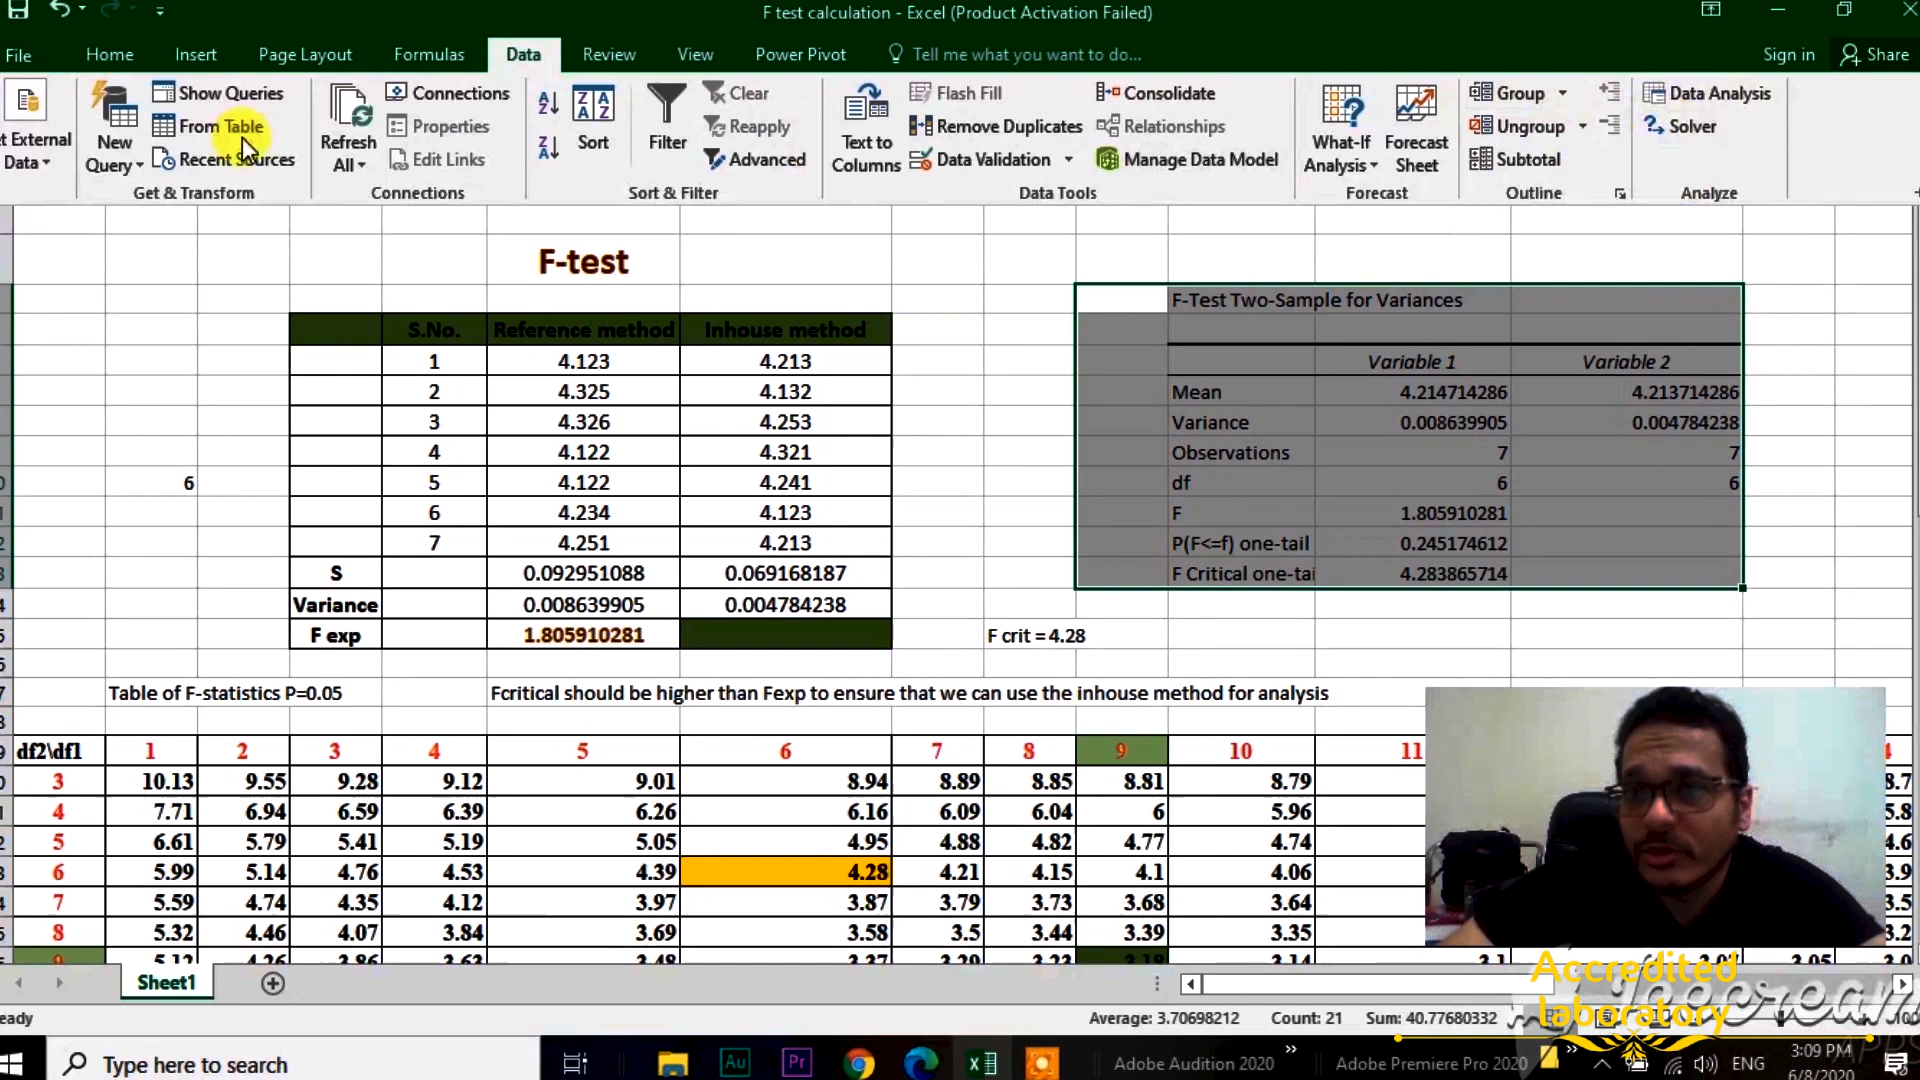 F test calculation - Excel (Product Activation Failed)
File Home Insert Page Layout Formulas Data Review View Power Pivot Tell me what you want to do... Sign in Share
Show Queries Connections Clear Flash Fill Consolidate Group Data Analysis
From Table Properties Reapply Remove Duplicates Relationships Ungroup Solver
Recent Sources Edit Links Advanced Data Validation Manage Data Model Subtotal
External Data
New Query
Refresh All
Sort
Filter
Text to Columns
What-If Analysis
Forecast Sheet
Get & Transform Connections Sort & Filter Data Tools Forecast Outline Analyze
F-test
S.No. Reference method Inhouse method
1 4.123 4.213
2 4.325 4.132
3 4.326 4.253
4 4.122 4.321
6 5 4.122 4.241
6 4.234 4.123
7 4.251 4.213
S 0.092951088 0.069168187
Variance 0.008639905 0.004784238
F exp 1.805910281
F crit = 4.28
F-Test Two-Sample for Variances
Variable 1 Variable 2
Mean 4.214714286 4.213714286
Variance 0.008639905 0.004784238
Observations 7 7
df 6 6
F 1.805910281
P(F<=f) one-tail 0.245174612
F Critical one-tai 4.283865714
Table of F-statistics P=0.05 Fcritical should be higher than Fexp to ensure that we can use the inhouse method for analysis
df2\df1 1 2 3 4 5 6 7 8 9 10 11
3 10.13 9.55 9.28 9.12 9.01 8.94 8.89 8.85 8.81 8.79
4 7.71 6.94 6.59 6.39 6.26 6.16 6.09 6.04 6 5.96
5 6.61 5.79 5.41 5.19 5.05 4.95 4.88 4.82 4.77 4.74
6 5.99 5.14 4.76 4.53 4.39 4.28 4.21 4.15 4.1 4.06
7 5.59 4.74 4.35 4.12 3.97 3.87 3.79 3.73 3.68 3.64
8 5.32 4.46 4.07 3.84 3.69 3.58 3.5 3.44 3.39 3.35
Sheet1
Accredited laboratory
Average: 3.70698212 Count: 21 Sum: 40.77680332
Type here to search
Adobe Audition 2020 Adobe Premiere Pro 2020 ENG 3:09 PM
6/8/2020